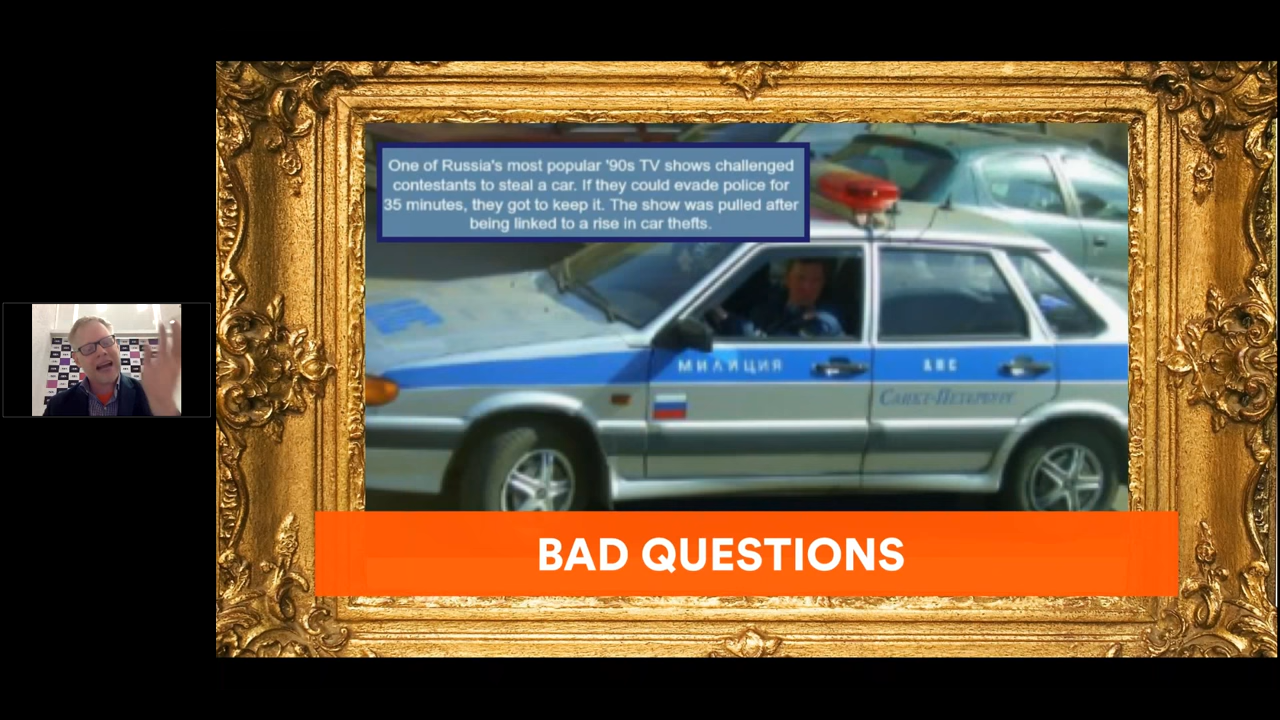 One of Russia's most popular '90s TV shows challenged
contestants to steal a car. If they could evade police for
35 minutes, they got to keep it. The show was pulled after
being linked to a rise in car thefts.
МИЛИЦИЯ
САНКТ-ПЕТЕРБУРГ
BAD QUESTIONS